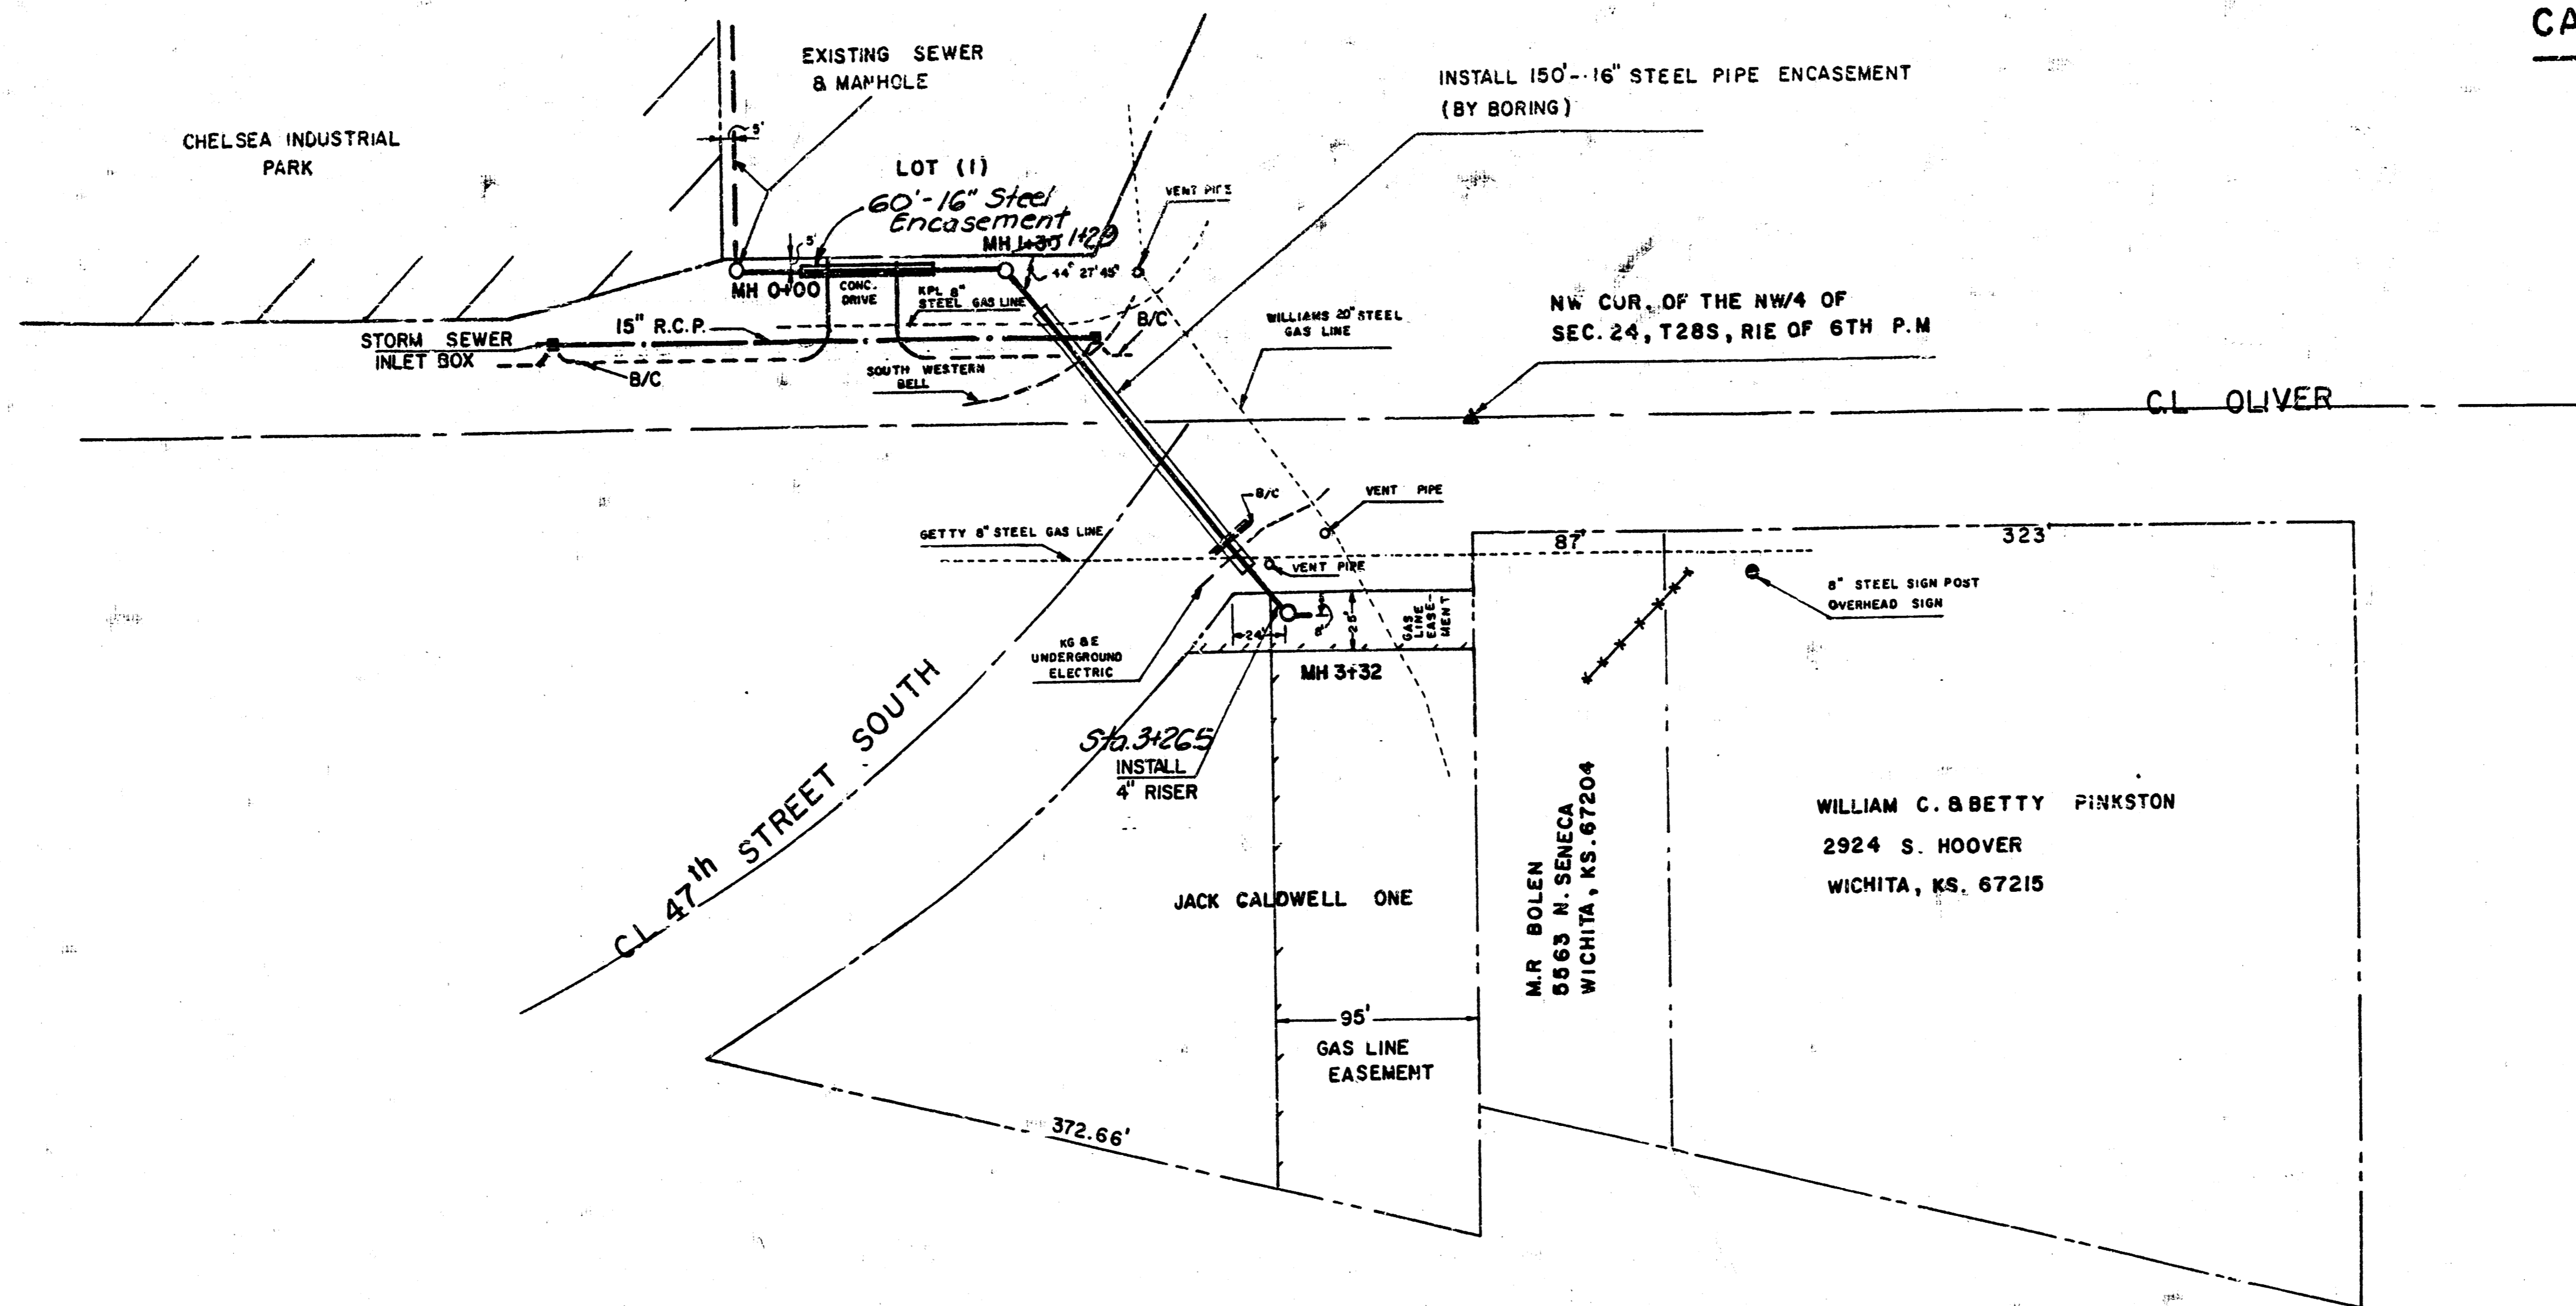 CA
EXISTING SEWER
& MANHOLE
INSTALL 150'-16" STEEL PIPE ENCASEMENT
(BY BORING)
CHELSEA INDUSTRIAL
PARK
5'
LOT (1)
60'-16" Steel
Encasement
VENT PIPE
MH 1+30 1+29
5'
44° 27' 45"
MH 0+00
CONC.
DRIVE
KPL 8"
STEEL GAS LINE
15" R.C.P.
B/C
STORM SEWER
INLET BOX
B/C
SOUTH WESTERN
BELL
WILLIAMS 20" STEEL
GAS LINE
NW COR. OF THE NW/4 OF
SEC. 24, T28S, R1E OF 6TH P.M
C.L OLIVER
B/C
VENT PIPE
GETTY 8" STEEL GAS LINE
VENT PIPE
87'
323'
8" STEEL SIGN POST
OVERHEAD SIGN
24'
25'
GAS
LINE
EASE-
MENT
KG & E
UNDERGROUND
ELECTRIC
MH 3+32
Sta. 3+265
INSTALL
4" RISER
C.L 47th STREET SOUTH
JACK CALDWELL ONE
M.R BOLEN
5563 N. SENECA
WICHITA, KS. 67204
WILLIAM C. & BETTY PINKSTON
2924 S. HOOVER
WICHITA, KS. 67215
95'
GAS LINE
EASEMENT
372.66'